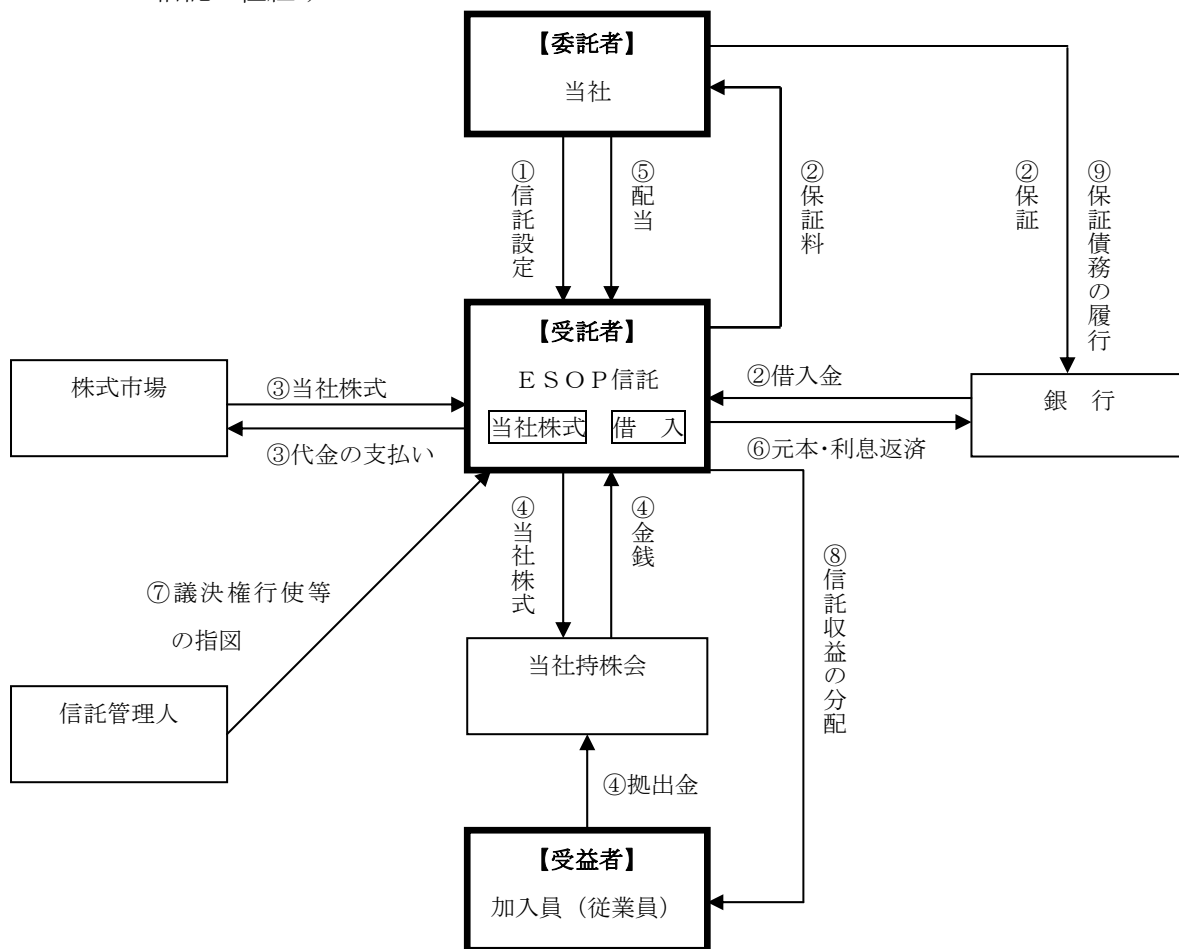 【委託者】
当社
①信託設定
⑤配当
②保証料
②保証
⑨保証債務の履行
【受託者】
ESOP信託
当社株式
借 入
株式市場
③当社株式
③代金の支払い
②借入金
⑥元本・利息返済
銀 行
④当社株式
④金銭
⑧信託収益の分配
⑦議決権行使等
の指図
当社持株会
信託管理人
④拠出金
【受益者】
加入員(従業員)